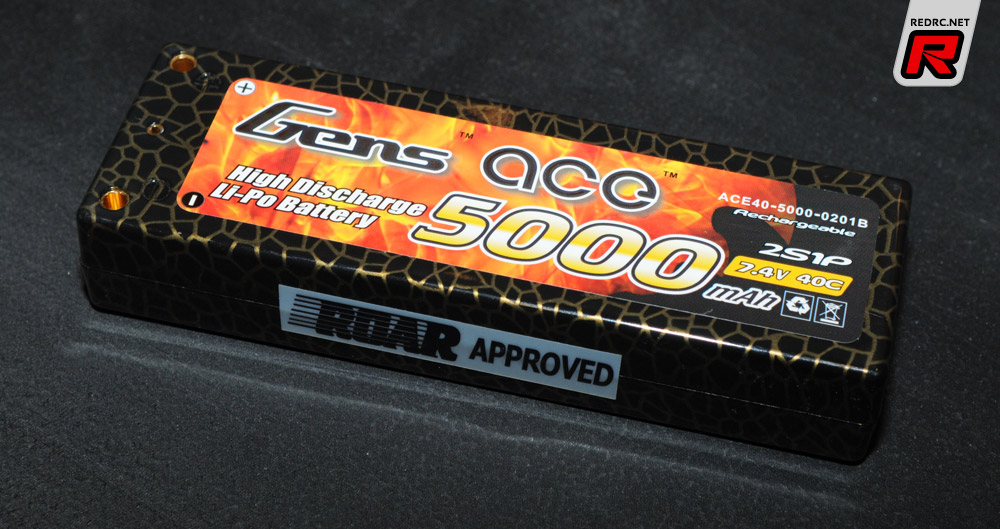 REDRC.NET
R
+
-
Gens ace
TM
TM
High Discharge
Li-Po Battery
5000
mAh
ACE40-5000-0201B
Rechargeable
2S1P
7.4V 40C
ROAR APPROVED